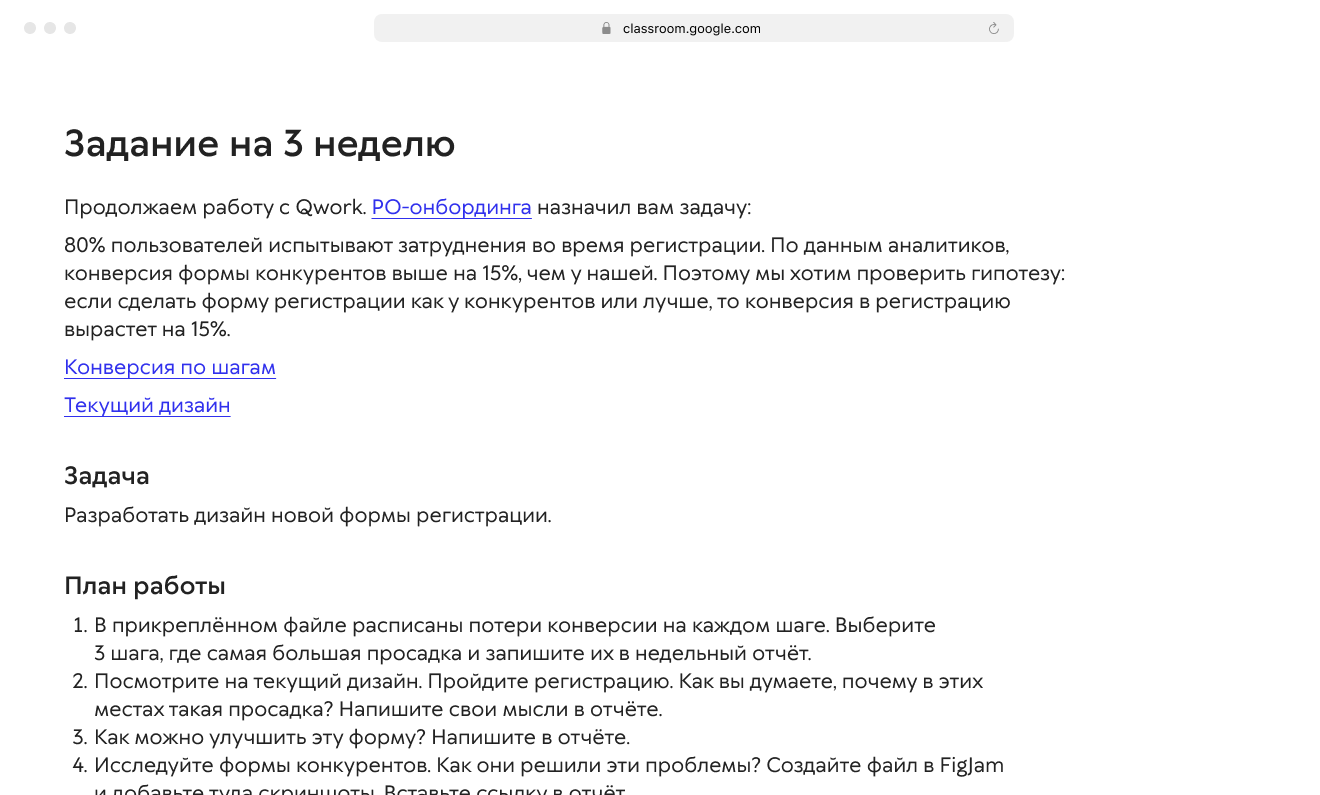 classroom.google.com
Задание на 3 неделю
Продолжаем работу с Qwork. PO-онбординга назначил вам задачу:
80% пользователей испытывают затруднения во время регистрации. По данным аналитиков,
конверсия формы конкурентов выше на 15%, чем у нашей. Поэтому мы хотим проверить гипотезу:
если сделать форму регистрации как у конкурентов или лучше, то конверсия в регистрацию
вырастет на 15%.
Конверсия по шагам
Текущий дизайн
Задача
Разработать дизайн новой формы регистрации.
План работы
1. В прикреплённом файле расписаны потери конверсии на каждом шаге. Выберите
3 шага, где самая большая просадка и запишите их в недельный отчёт.
2. Посмотрите на текущий дизайн. Пройдите регистрацию. Как вы думаете, почему в этих
местах такая просадка? Напишите свои мысли в отчёте.
3. Как можно улучшить эту форму? Напишите в отчёте.
4. Исследуйте формы конкурентов. Как они решили эти проблемы? Создайте файл в FigJam
и добавьте туда скриншоты. Вставьте ссылку в отчёт.